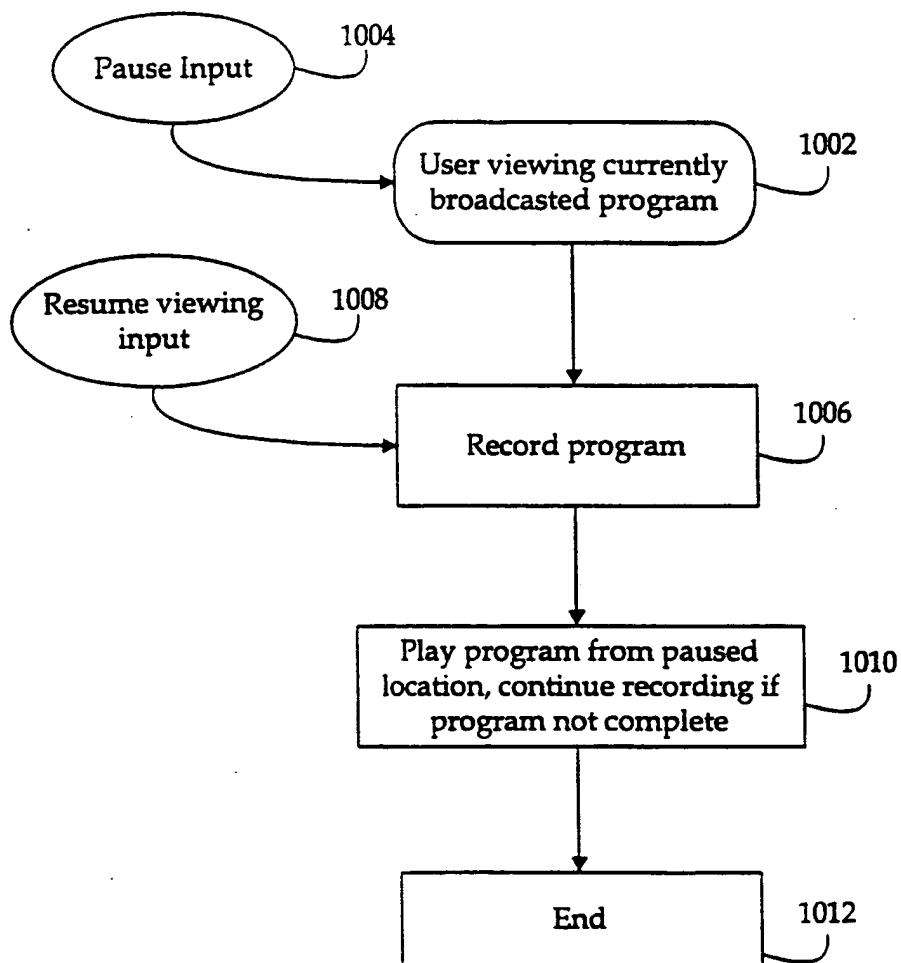 1004
Pause Input
1002
User viewing currently
broadcasted program
1008
Resume viewing
input
1006
Record program
Play program from paused
location, continue recording if
program not complete
1010
End
1012